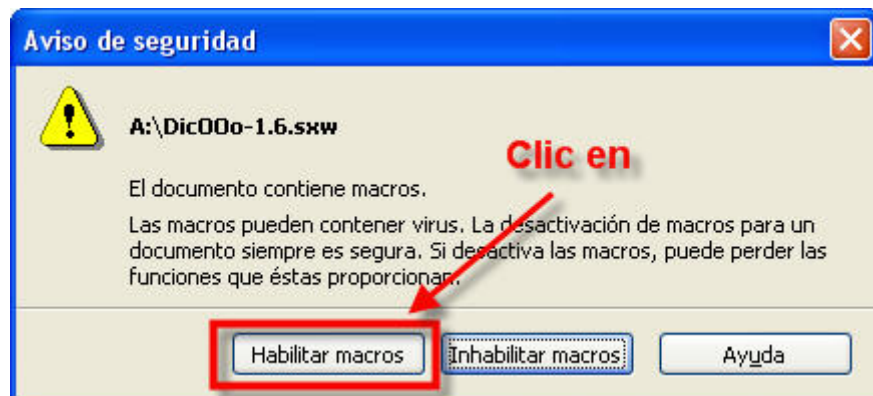 Aviso de seguridad
A:\DicOOo-1.6.sxw
Clic en
El documento contiene macros.
Las macros pueden contener virus. La desactivación de macros para un
documento siempre es segura. Si desactiva las macros, puede perder las
funciones que éstas proporcionan.
Habilitar macros Inhabilitar macros Ayuda